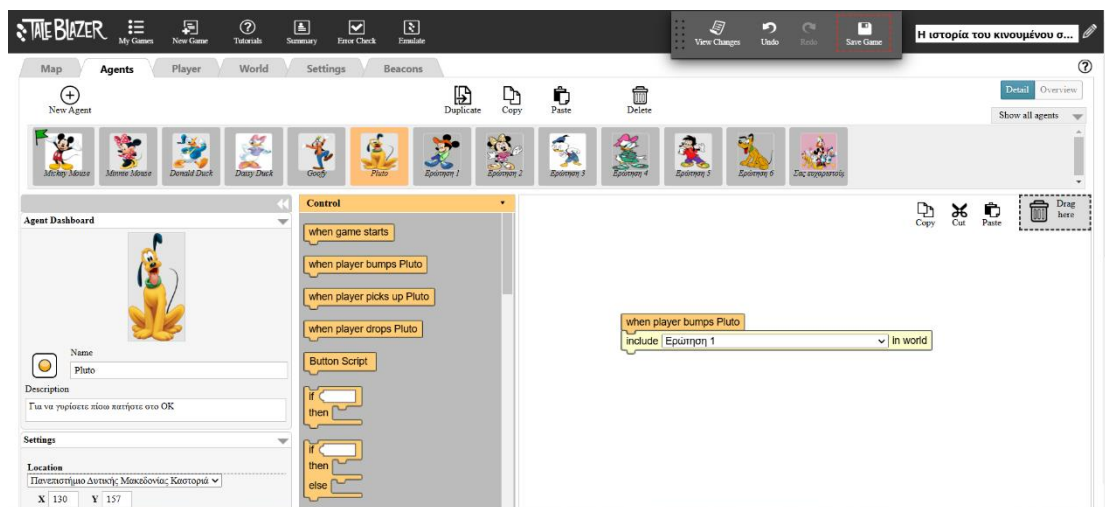 TALEBLAZER
My Games
New Game
Tutorials
Summary
Error Check
Emulate
View Changes
Undo
Redo
Save Game
Η ιστορία του κινουμένου σ...
Map
Agents
Player
World
Settings
Beacons
New Agent
Duplicate
Copy
Paste
Delete
Detail
Overview
Show all agents
Mickey Mouse
Minnie Mouse
Donald Duck
Daisy Duck
Goofy
Pluto
Ερώτηση 1
Ερώτηση 2
Ερώτηση 3
Ερώτηση 4
Ερώτηση 5
Ερώτηση 6
Σας ευχαριστούμε
Agent Dashboard
Name
Pluto
Description
Για να γυρίσετε πίσω πατήστε στο OK
Settings
Location
Πανεπιστήμιο Δυτικής Μακεδονίας Καστοριά
X 130 Y 157
Control
when game starts
when player bumps Pluto
when player picks up Pluto
when player drops Pluto
Button Script
if
then
if
then
else
Copy
Cut
Paste
Drag here
when player bumps Pluto
include Ερώτηση 1 in world